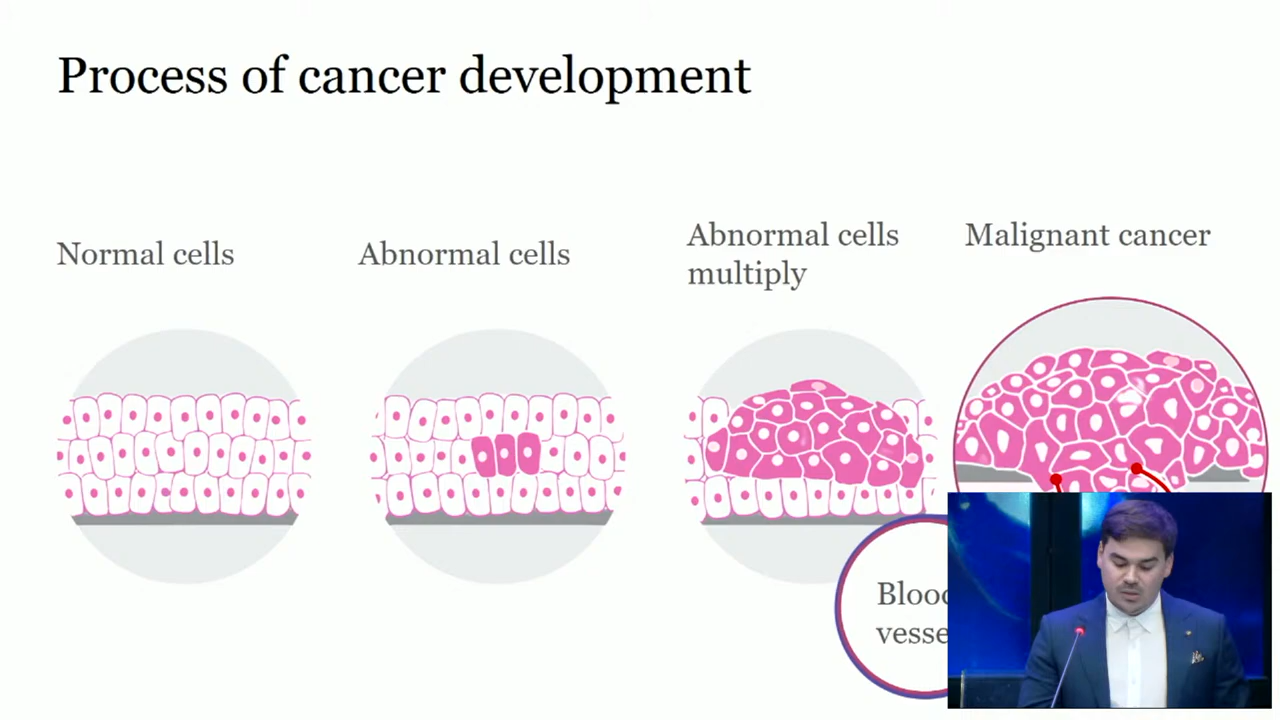 Process of cancer development
Normal cells
Abnormal cells
Abnormal cells
multiply
Malignant cancer